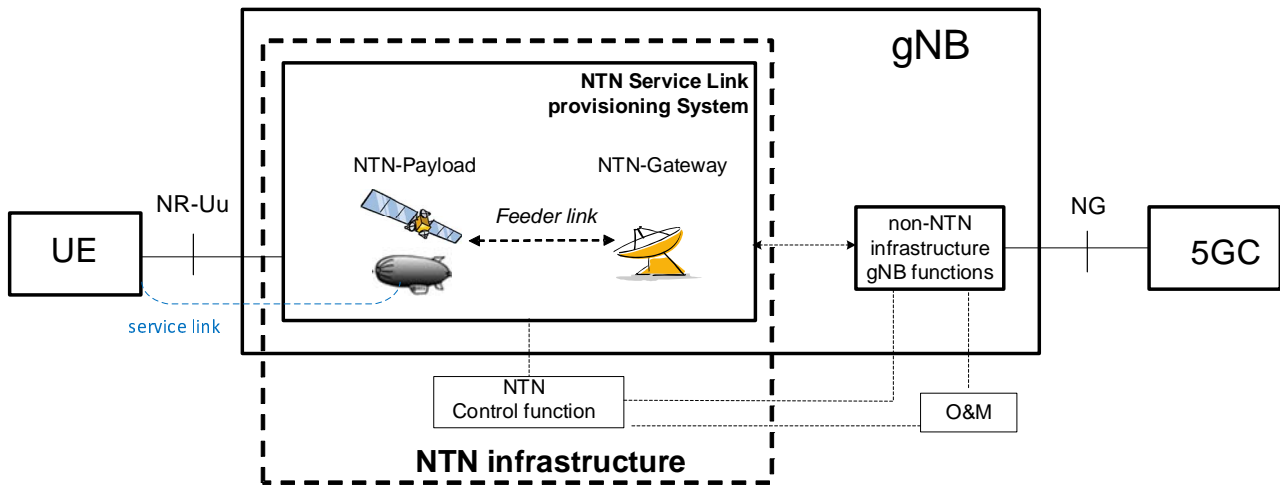 gNB
NTN Service Link
provisioning System
NTN-Payload
NTN-Gateway
NR-Uu
Feeder link
NG
UE
non-NTN
infrastructure
gNB functions
5GC
service link
NTN
Control function
O&M
NTN infrastructure